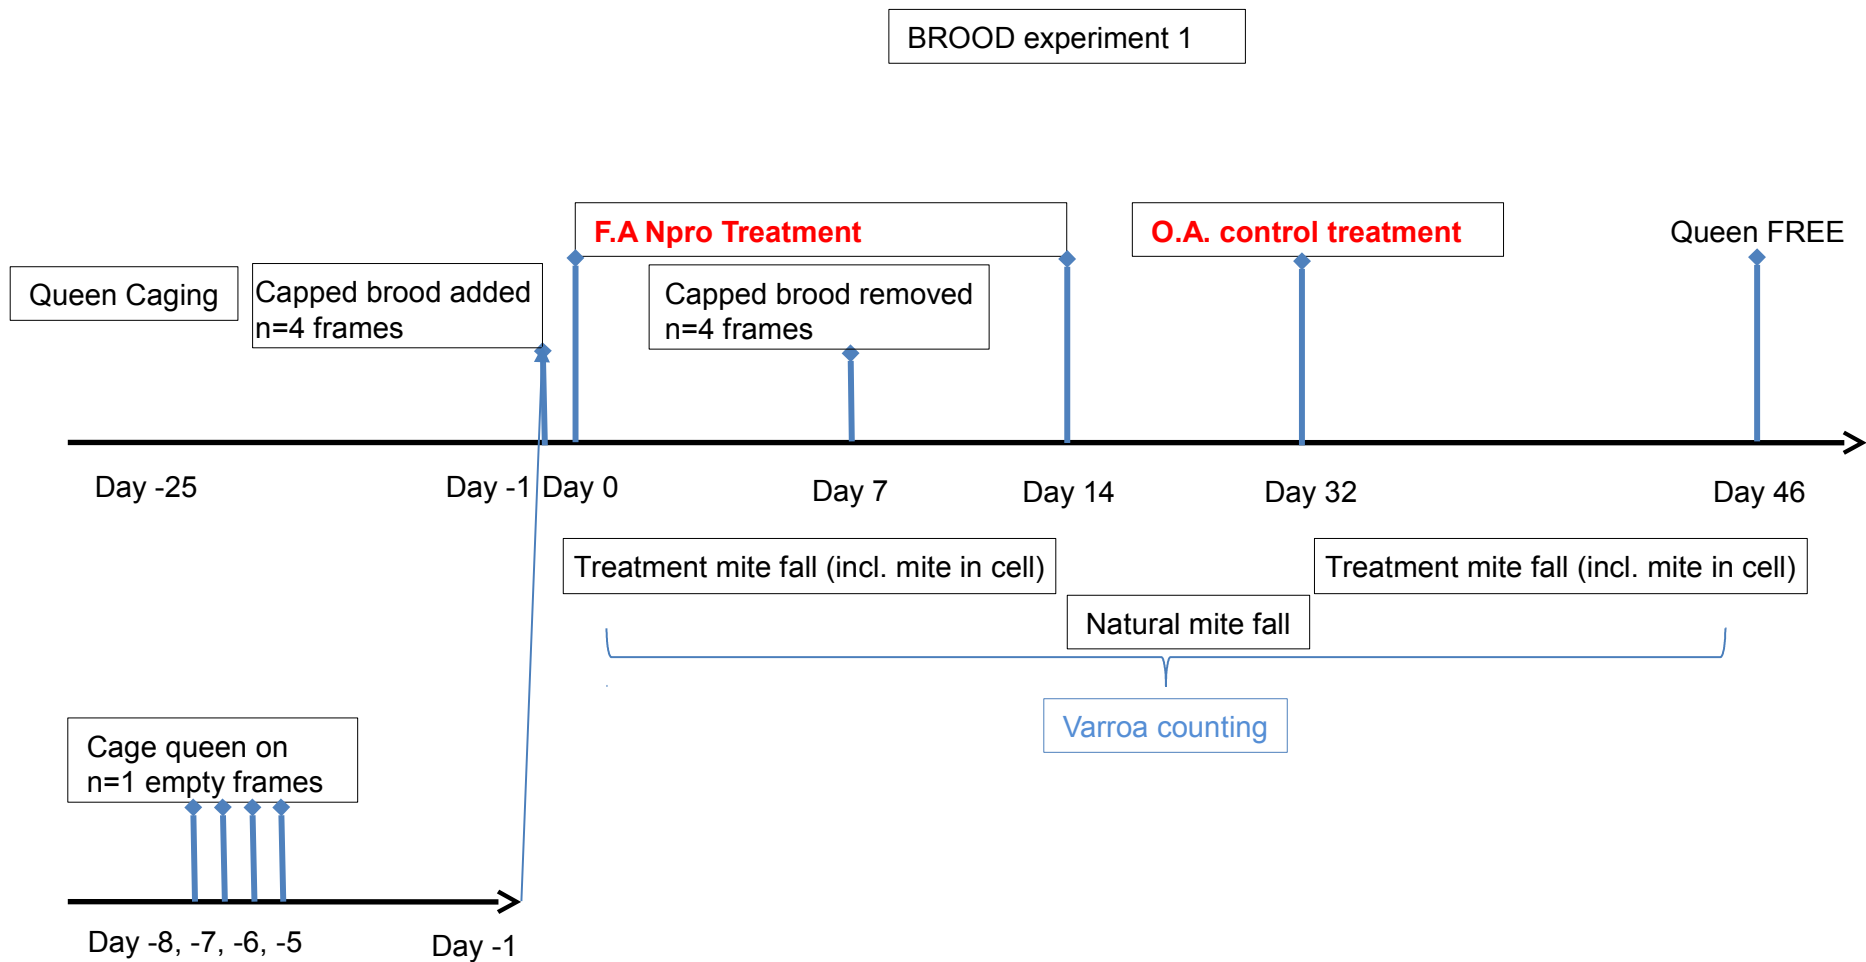 BROOD experiment 1
F.A Npro Treatment
O.A. control treatment
Queen FREE
Queen Caging
Capped brood added
n=4 frames
Capped brood removed
n=4 frames
Day -25
Day -1
Day 0
Day 7
Day 14
Day 32
Day 46
Treatment mite fall (incl. mite in cell)
Treatment mite fall (incl. mite in cell)
Natural mite fall
Varroa counting
Cage queen on
n=1 empty frames
Day -8, -7, -6, -5
Day -1